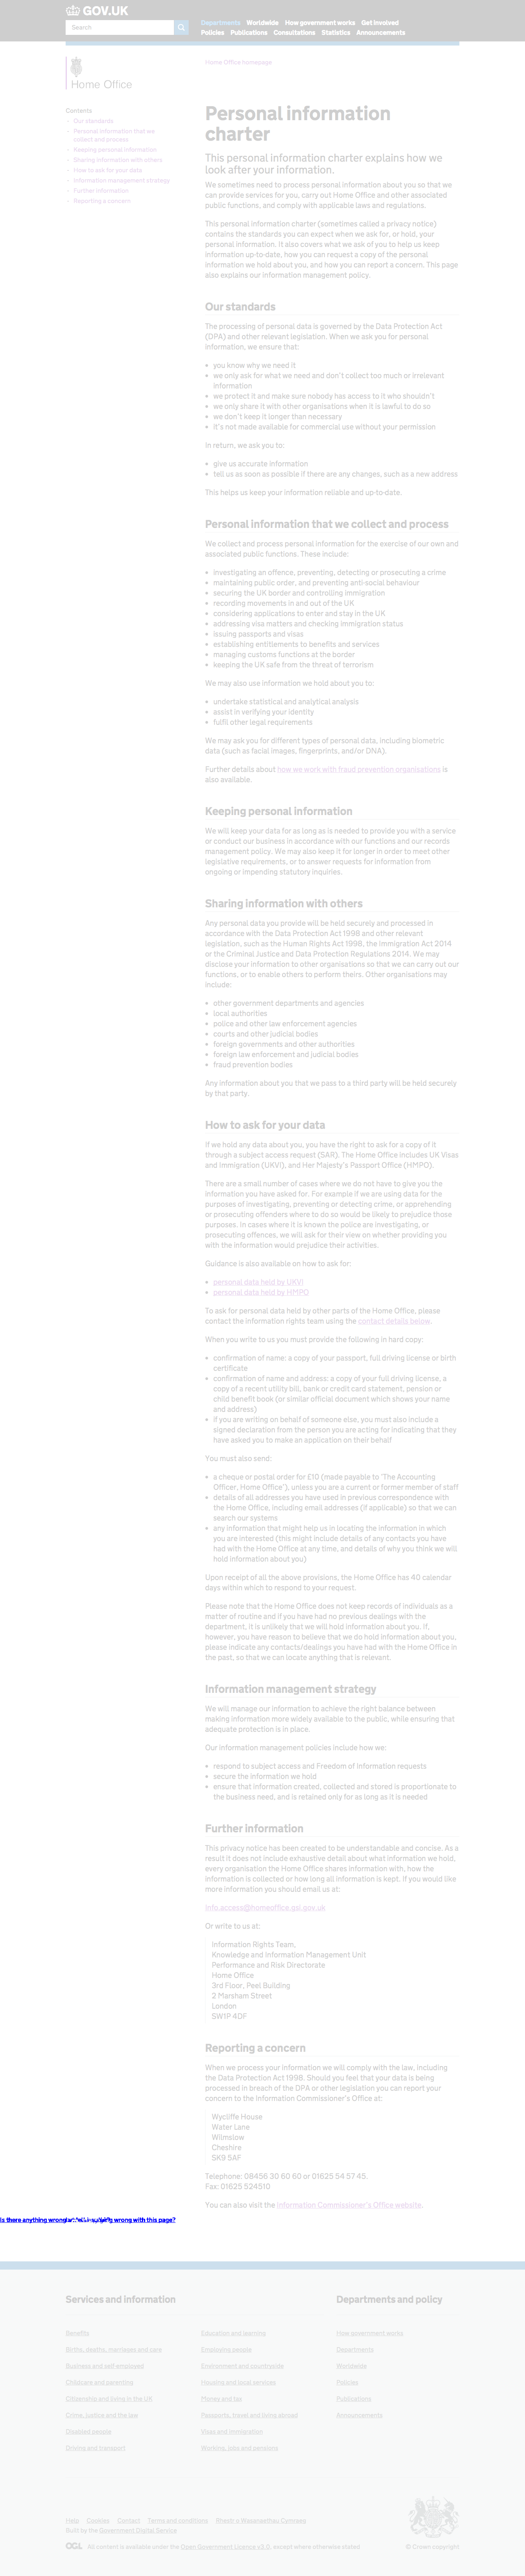 GOV.UK
Search
Departments Worldwide How government works Get involved
Policies Publications Consultations Statistics Announcements
Home Office
Home Office homepage
Contents
- Our standards
- Personal information that we
collect and process
- Keeping personal information
- Sharing information with others
- How to ask for your data
- Information management strategy
- Further information
- Reporting a concern
Personal information
charter
This personal information charter explains how we
look after your information.
We sometimes need to process personal information about you so that we
can provide services for you, carry out Home Office and other associated
public functions, and comply with applicable laws and regulations.
This personal information charter (sometimes called a privacy notice)
contains the standards you can expect when we ask for, or hold, your
personal information. It also covers what we ask of you to help us keep
information up-to-date, how you can request a copy of the personal
information we hold about you, and how you can report a concern. This page
also explains our information management policy.
Our standards
The processing of personal data is governed by the Data Protection Act
(DPA) and other relevant legislation. When we ask you for personal
information, we ensure that:
• you know why we need it
• we only ask for what we need and don't collect too much or irrelevant
information
• we protect it and make sure nobody has access to it who shouldn't
• we only share it with other organisations when it is lawful to do so
• we don't keep it longer than necessary
• it's not made available for commercial use without your permission
In return, we ask you to:
• give us accurate information
• tell us as soon as possible if there are any changes, such as a new address
This helps us keep your information reliable and up-to-date.
Personal information that we collect and process
We collect and process personal information for the exercise of our own and
associated public functions. These include:
• investigating an offence, preventing, detecting or prosecuting a crime
• maintaining public order, and preventing anti-social behaviour
• securing the UK border and controlling immigration
• recording movements in and out of the UK
• considering applications to enter and stay in the UK
• addressing visa matters and checking immigration status
• issuing passports and visas
• establishing entitlements to benefits and services
• managing customs functions at the border
• keeping the UK safe from the threat of terrorism
We may also use information we hold about you to:
• undertake statistical and analytical analysis
• assist in verifying your identity
• fulfil other legal requirements
We may ask you for different types of personal data, including biometric
data (such as facial images, fingerprints, and/or DNA).
Further details about how we work with fraud prevention organisations is
also available.
Keeping personal information
We will keep your data for as long as is needed to provide you with a service
or conduct our business in accordance with our functions and our records
management policy. We may also keep it for longer in order to meet other
legislative requirements, or to answer requests for information from
ongoing or impending statutory inquiries.
Sharing information with others
Any personal data you provide will be held securely and processed in
accordance with the Data Protection Act 1998 and other relevant
legislation, such as the Human Rights Act 1998, the Immigration Act 2014
or the Criminal Justice and Data Protection Regulations 2014. We may
disclose your information to other organisations so that we can carry out our
functions, or to enable others to perform theirs. Other organisations may
include:
• other government departments and agencies
• local authorities
• police and other law enforcement agencies
• courts and other judicial bodies
• foreign governments and other authorities
• foreign law enforcement and judicial bodies
• fraud prevention bodies
Any information about you that we pass to a third party will be held securely
by that party.
How to ask for your data
If we hold any data about you, you have the right to ask for a copy of it
through a subject access request (SAR). The Home Office includes UK Visas
and Immigration (UKVI), and Her Majesty's Passport Office (HMPO).
There are a small number of cases where we do not have to give you the
information you have asked for. For example if we are using data for the
purposes of investigating, preventing or detecting crime, or apprehending
or prosecuting offenders where to do so would be likely to prejudice those
purposes. In cases where it is known the police are investigating, or
prosecuting offences, we will ask for their view on whether providing you
with the information would prejudice their activities.
Guidance is also available on how to ask for:
• personal data held by UKVI
• personal data held by HMPO
To ask for personal data held by other parts of the Home Office, please
contact the information rights team using the contact details below.
When you write to us you must provide the following in hard copy:
• confirmation of name: a copy of your passport, full driving license or birth
certificate
• confirmation of name and address: a copy of your full driving license, a
copy of a recent utility bill, bank or credit card statement, pension or
child benefit book (or similar official document which shows your name
and address)
• if you are writing on behalf of someone else, you must also include a
signed declaration from the person you are acting for indicating that they
have asked you to make an application on their behalf
You must also send:
• a cheque or postal order for £10 (made payable to 'The Accounting
Officer, Home Office'), unless you are a current or former member of staff
• details of all addresses you have used in previous correspondence with
the Home Office, including email addresses (if applicable) so that we can
search our systems
• any information that might help us in locating the information in which
you are interested (this might include details of any contacts you have
had with the Home Office at any time, and details of why you think we will
hold information about you)
Upon receipt of all the above provisions, the Home Office has 40 calendar
days within which to respond to your request.
Please note that the Home Office does not keep records of individuals as a
matter of routine and if you have had no previous dealings with the
department, it is unlikely that we will hold information about you. If,
however, you have reason to believe that we do hold information about you,
please indicate any contacts/dealings you have had with the Home Office in
the past, so that we can locate anything that is relevant.
Information management strategy
We will manage our information to achieve the right balance between
making information more widely available to the public, while ensuring that
adequate protection is in place.
Our information management policies include how we:
• respond to subject access and Freedom of Information requests
• secure the information we hold
• ensure that information created, collected and stored is proportionate to
the business need, and is retained only for as long as it is needed
Further information
This privacy notice has been created to be understandable and concise. As a
result it does not include exhaustive detail about what information we hold,
every organisation the Home Office shares information with, how the
information is collected or how long all information is kept. If you would like
more information you should email us at:
info.access@homeoffice.gsi.gov.uk
Or write to us at:
Information Rights Team,
Knowledge and Information Management Unit
Performance and Risk Directorate
Home Office
3rd Floor, Peel Building
2 Marsham Street
London
SW1P 4DF
Reporting a concern
When we process your information we will comply with the law, including
the Data Protection Act 1998. Should you feel that your data is being
processed in breach of the DPA or other legislation you can report your
concern to the Information Commissioner's Office at:
Wycliffe House
Water Lane
Wilmslow
Cheshire
SK9 5AF
Telephone: 08456 30 60 60 or 01625 54 57 45.
Fax: 01625 524510
You can also visit the Information Commissioner's Office website.
Is there anything wrong with this page?
Services and information
Departments and policy
Benefits
Education and learning
How government works
Births, deaths, marriages and care
Employing people
Departments
Business and self-employed
Environment and countryside
Worldwide
Childcare and parenting
Housing and local services
Policies
Citizenship and living in the UK
Money and tax
Publications
Crime, justice and the law
Passports, travel and living abroad
Announcements
Disabled people
Visas and immigration
Driving and transport
Working, jobs and pensions
Help Cookies Contact Terms and conditions Rhestr o Wasanaethau Cymraeg
Built by the Government Digital Service
OGL All content is available under the Open Government Licence v3.0, except where otherwise stated
© Crown copyright